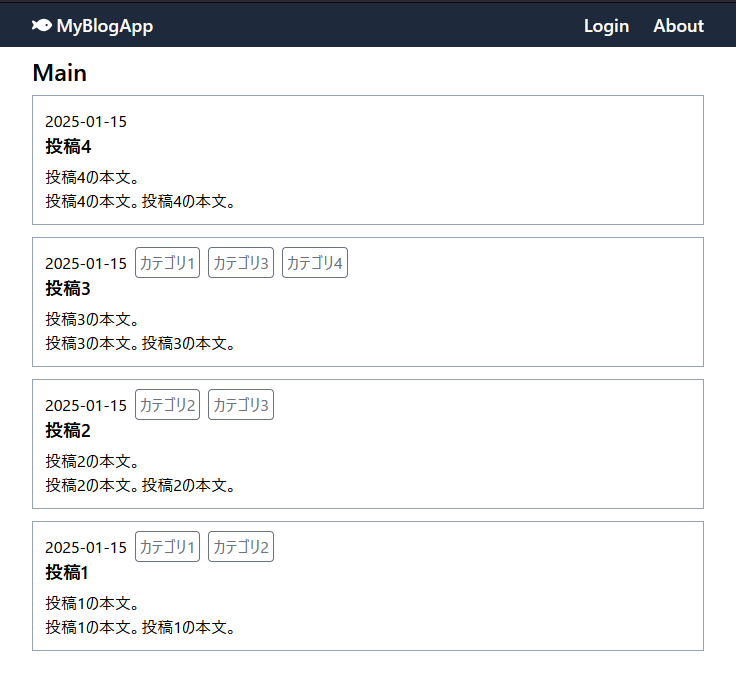 MyBlogApp Login About
Main
2025-01-15
投稿4
投稿4の本文。
投稿4の本文。投稿4の本文。
2025-01-15 カテゴリ1 カテゴリ3 カテゴリ4
投稿3
投稿3の本文。
投稿3の本文。投稿3の本文。
2025-01-15 カテゴリ2 カテゴリ3
投稿2
投稿2の本文。
投稿2の本文。投稿2の本文。
2025-01-15 カテゴリ1 カテゴリ2
投稿1
投稿1の本文。
投稿1の本文。投稿1の本文。